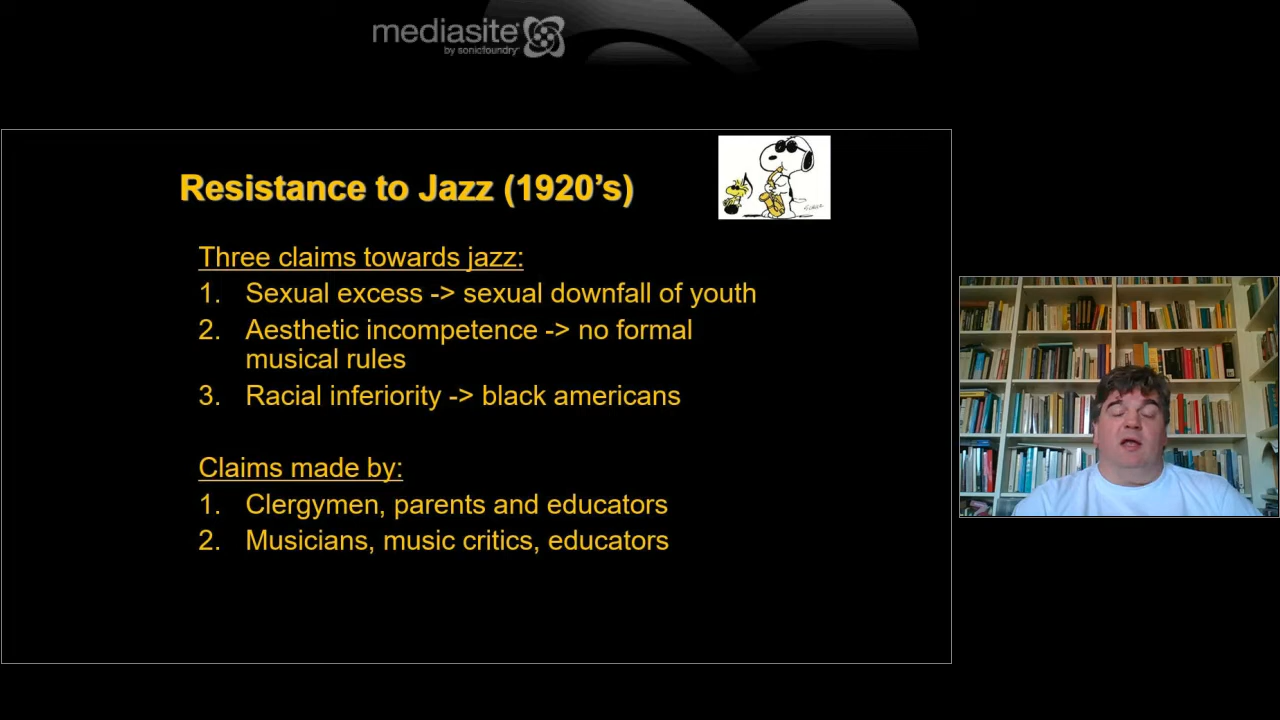 mediasite
by sonicfoundry
Resistance to Jazz (1920’s)
Three claims towards jazz:
1. Sexual excess -> sexual downfall of youth
2. Aesthetic incompetence -> no formal
musical rules
3. Racial inferiority -> black americans
Claims made by:
1. Clergymen, parents and educators
2. Musicians, music critics, educators